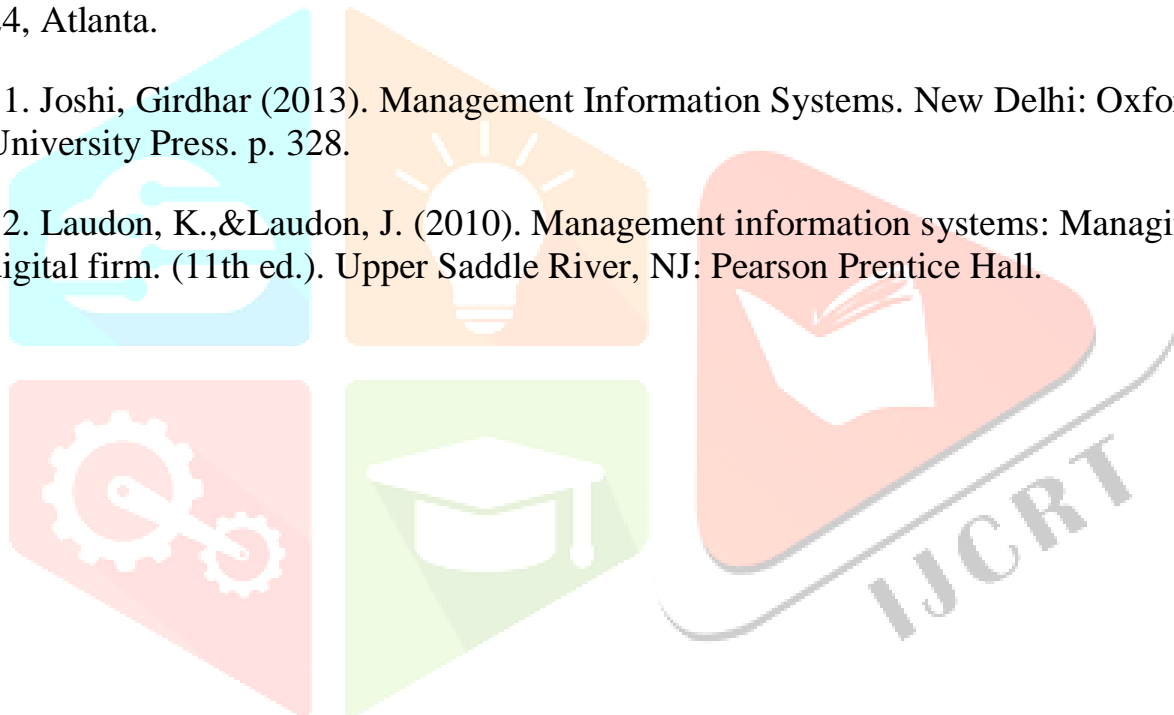 4, Atlanta.
1. Joshi, Girdhar (2013). Management Information Systems. New Delhi: Oxfo
University Press. p. 328.
2. Laudon, K.,&Laudon, J. (2010). Management information systems: Managi
digital firm. (11th ed.). Upper Saddle River, NJ: Pearson Prentice Hall.
IJCRT